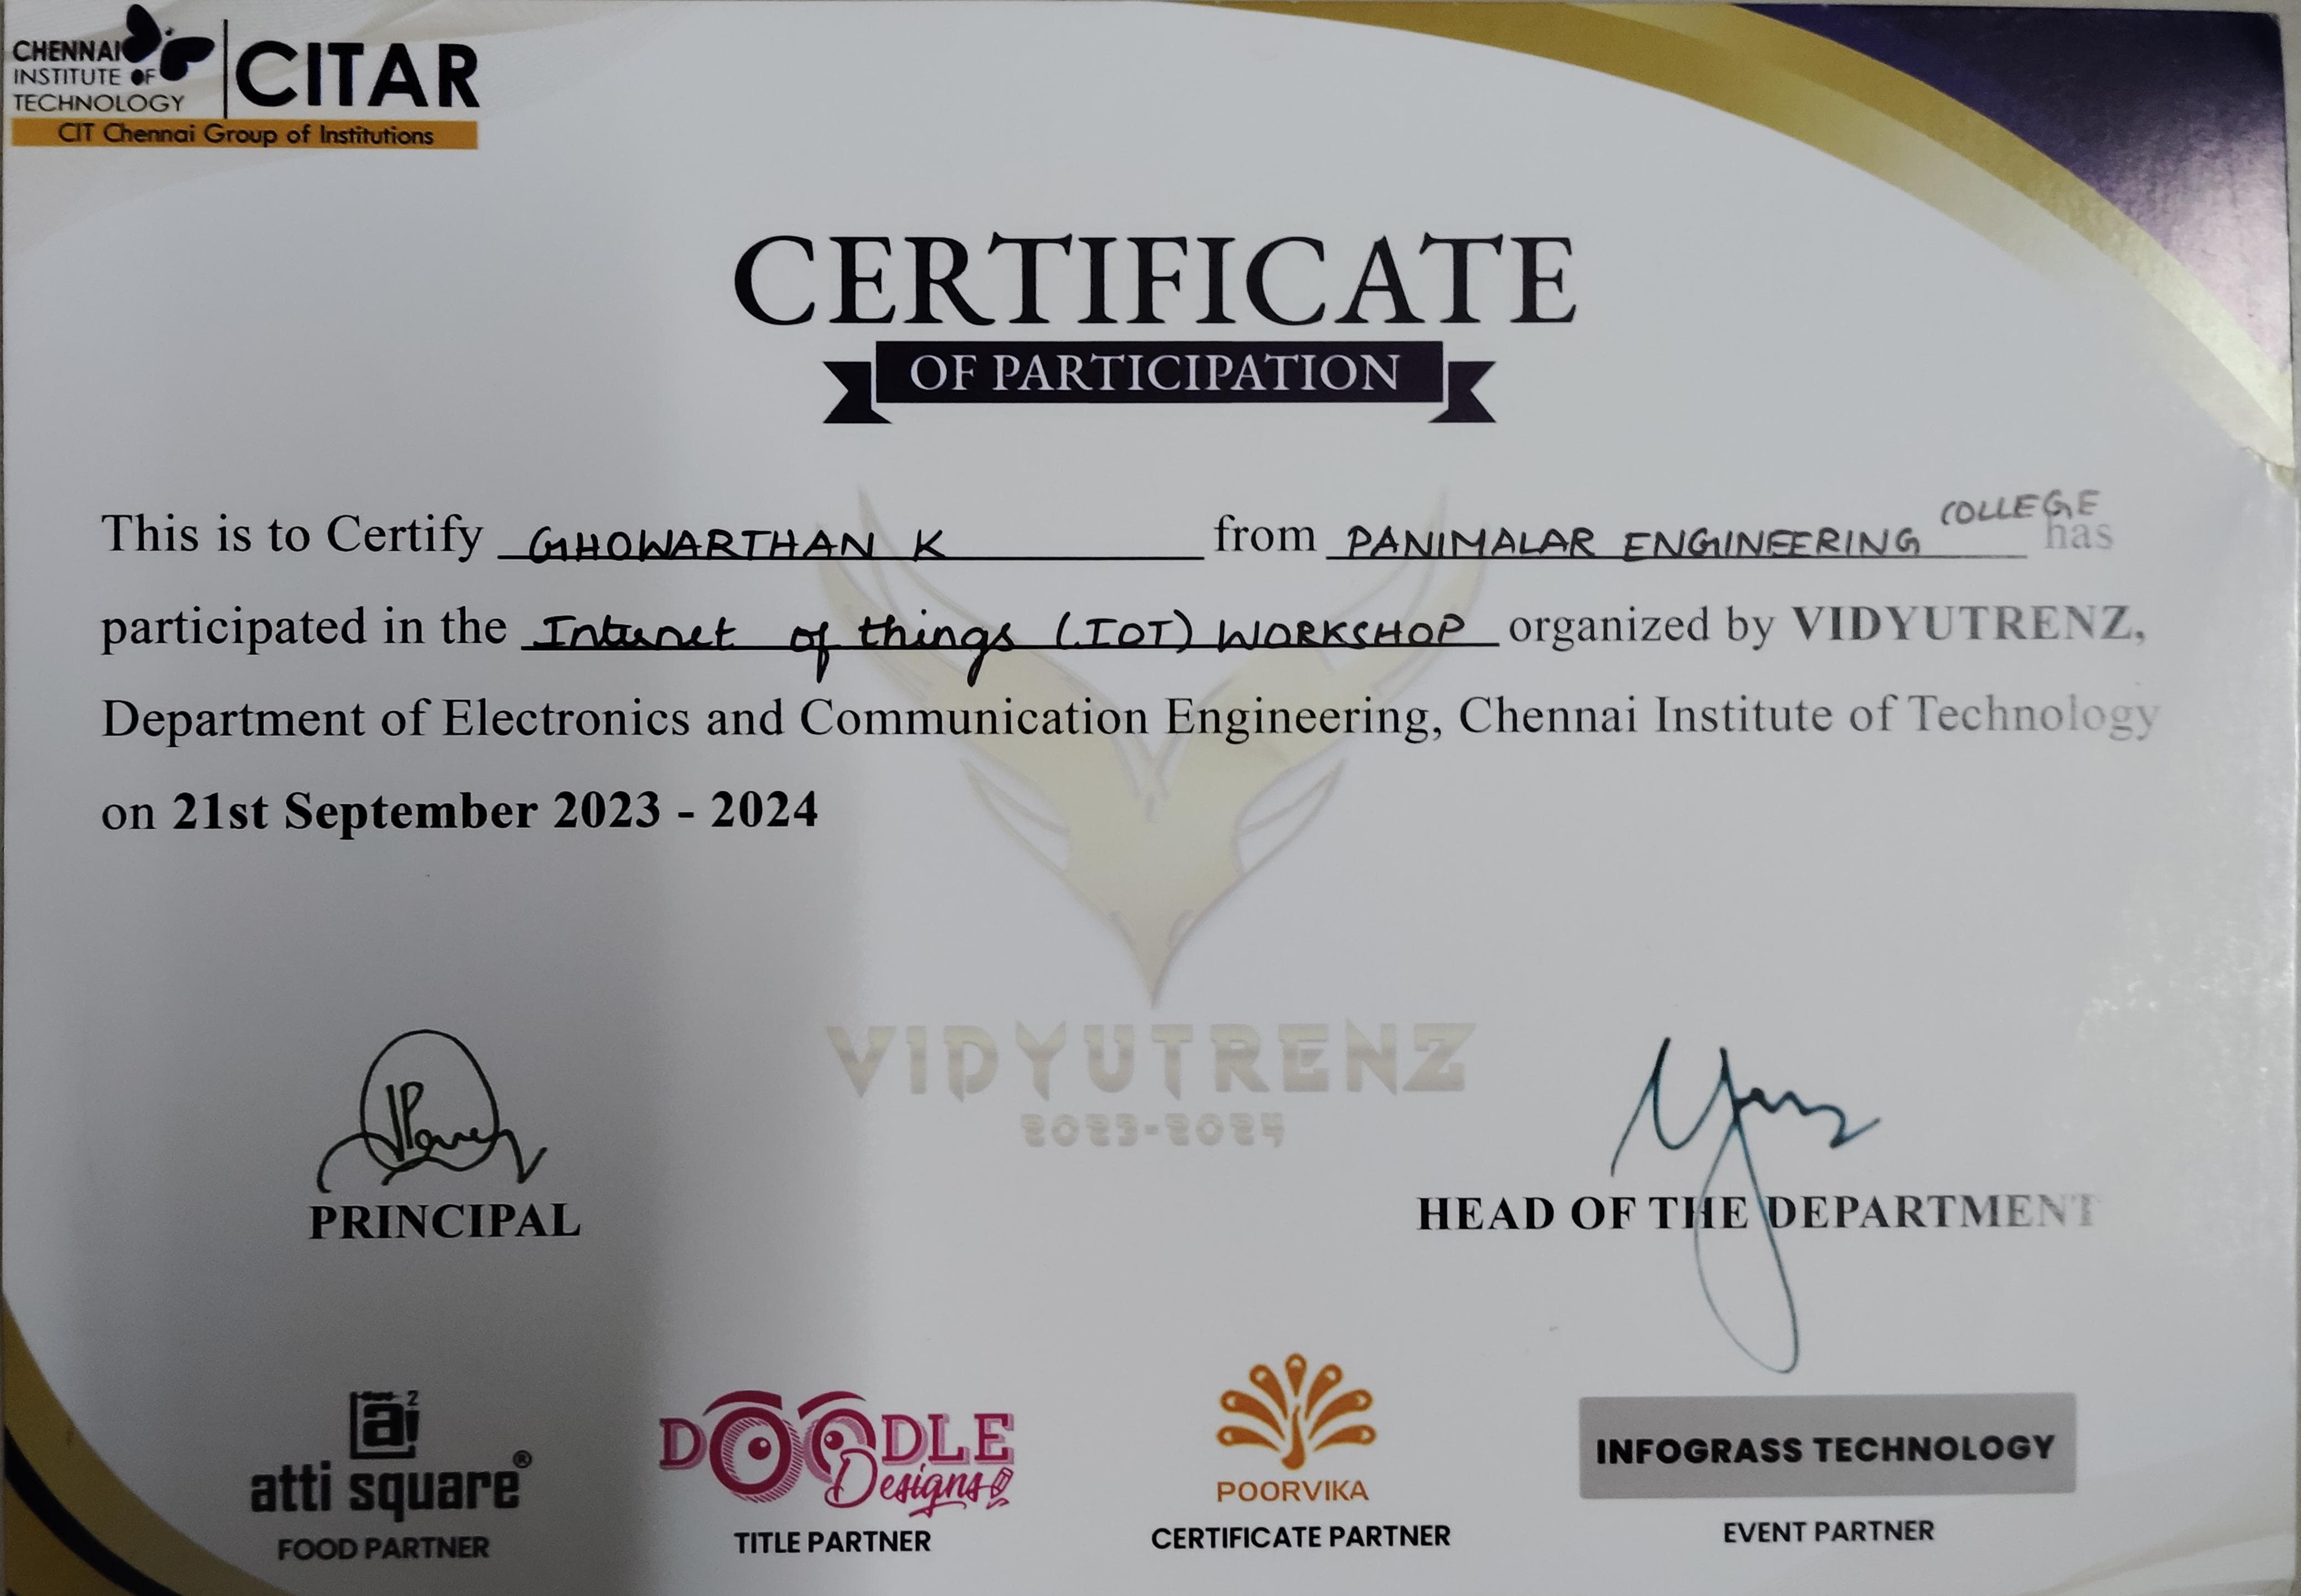 CHENNAI
INSTITUTE OF
TECHNOLOGY
CITAR
CIT Chennai Group of Institutions
CERTIFICATE
OF PARTICIPATION
This is to Certify GHOWARTHAN K from PANIMALAR ENGINEERING COLLEGE has
participated in the Internet of things (IOT) WORKSHOP organized by VIDYUTRENZ,
Department of Electronics and Communication Engineering, Chennai Institute of Technology
on 21st September 2023 - 2024
VIDYUTRENZ
2023-2024
PRINCIPAL
HEAD OF THE DEPARTMENT
a2
atti square®
FOOD PARTNER
DOODLE
Designs
TITLE PARTNER
POORVIKA
CERTIFICATE PARTNER
INFOGRASS TECHNOLOGY
EVENT PARTNER